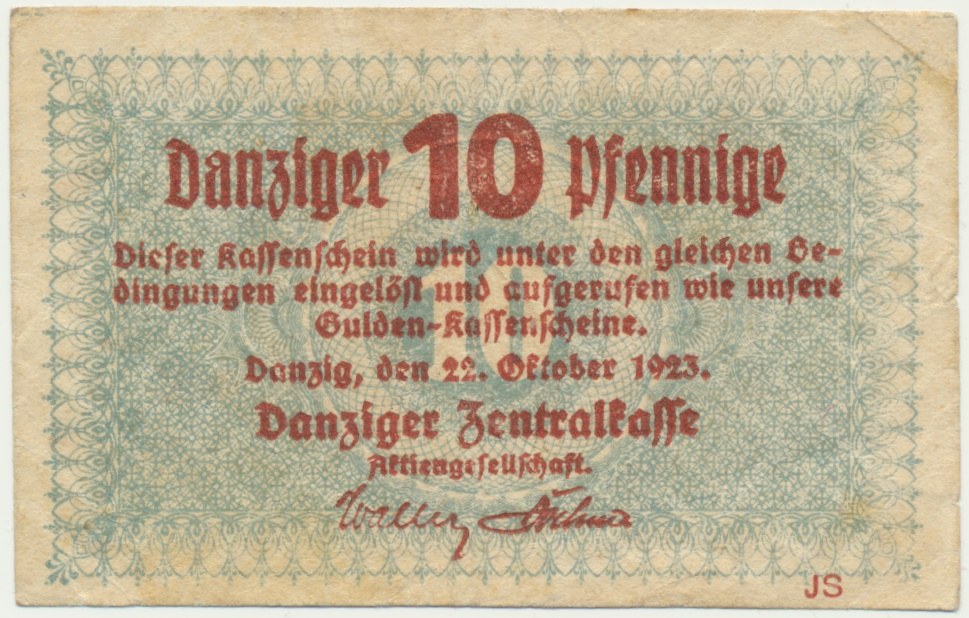 Danziger 10 Pfennige
Dieser Kassenschein wird unter den gleichen Be-
dingungen eingelöst und aufgerufen wie unsere
Gulden-Kassenscheine.
10
Danzig, den 22. Oktober 1923.
Danziger Zentralkasse
Aktiengesellschaft.
JS